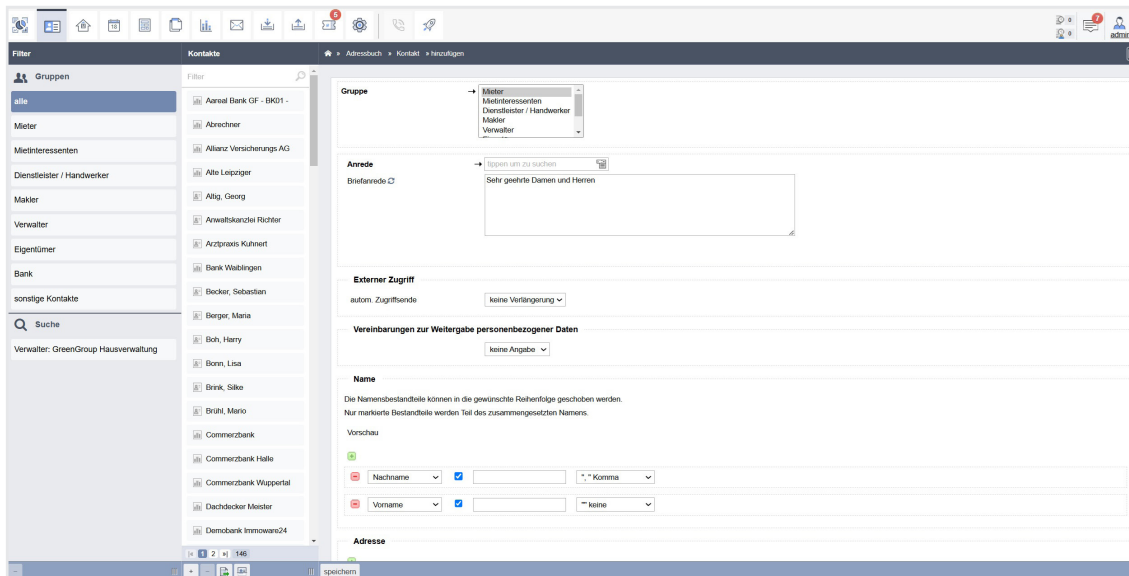 18
5
0
0
7
admin
Filter
Kontakte
» Adressbuch » Kontakt » hinzufügen
Gruppen
alle
Mieter
Mietinteressenten
Dienstleister / Handwerker
Makler
Verwalter
Eigentümer
Bank
sonstige Kontakte
Suche
Verwalter: GreenGroup Hausverwaltung
Filter
Aareal Bank GF - BK01 -
Abrechner
Allianz Versicherungs AG
Alte Leipziger
Altig, Georg
Anwaltskanzlei Richter
Arztpraxis Kuhnert
Bank Waiblingen
Becker, Sebastian
Berger, Maria
Boh, Harry
Bonn, Lisa
Brink, Silke
Brühl, Mario
Commerzbank
Commerzbank Halle
Commerzbank Wuppertal
Dachdecker Meister
Demobank Immoware24
1 2 146
Gruppe
Mieter
Mietinteressenten
Dienstleister / Handwerker
Makler
Verwalter
Anrede
tippen um zu suchen
Briefanrede
Sehr geehrte Damen und Herren
Externer Zugriff
autom. Zugriffsende
keine Verlängerung
Vereinbarungen zur Weitergabe personenbezogener Daten
keine Angabe
Name
Die Namensbestandteile können in die gewünschte Reihenfolge geschoben werden.
Nur markierte Bestandteile werden Teil des zusammengesetzten Namens.
Vorschau
Nachname
", " Komma
Vorname
"" keine
Adresse
speichern